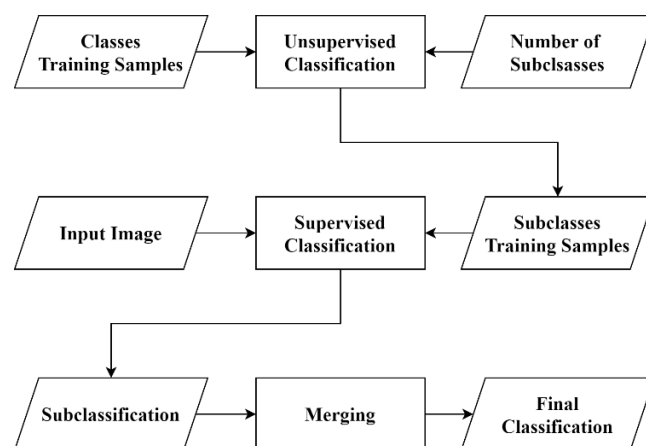 Classes
Training Samples
Unsupervised
Classification
Number of
Subclsasses
Input Image
Supervised
Classification
Subclasses
Training Samples
Subclassification
Merging
Final
Classification